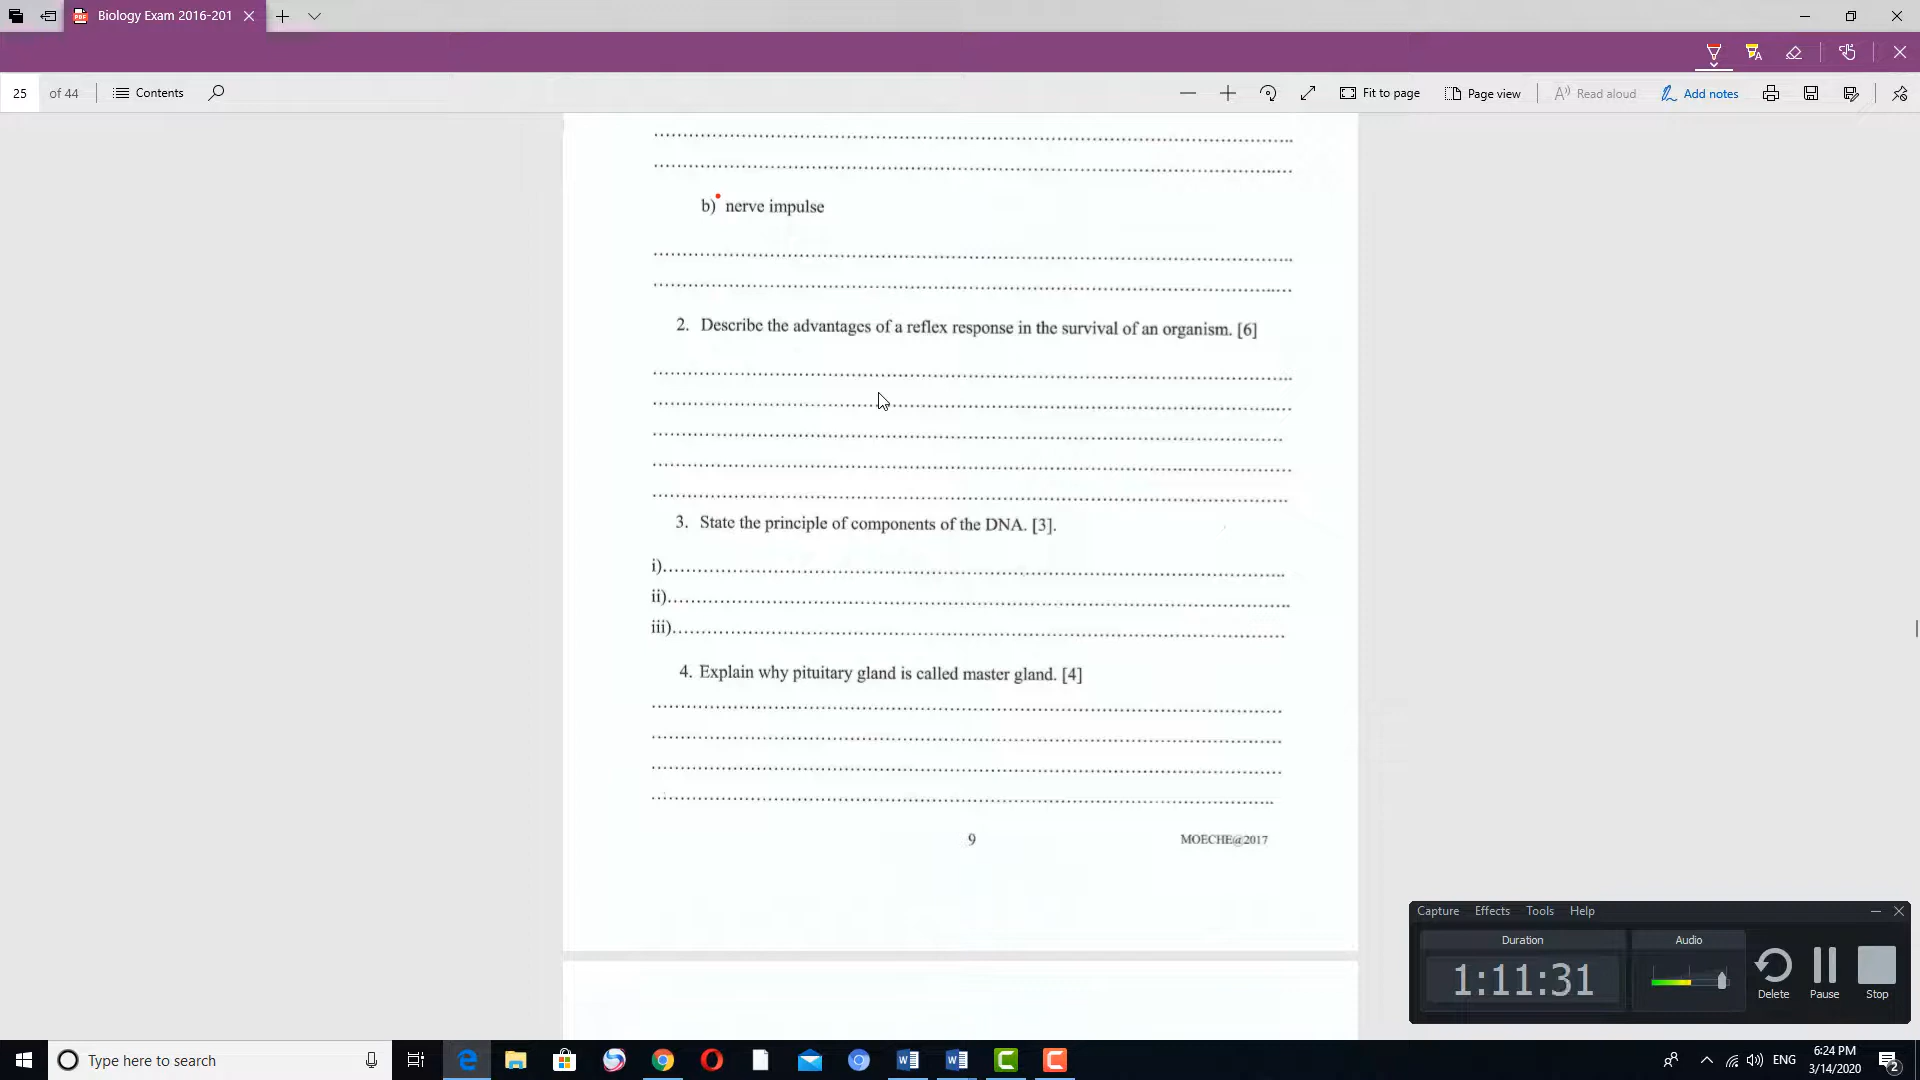 Biology Exam 2016-201
25 of 44 Contents Fit to page Page view Read aloud Add notes
b) nerve impulse
2. Describe the advantages of a reflex response in the survival of an organism. [6]
3. State the principle of components of the DNA. [3].
i)
ii)
iii)
4. Explain why pituitary gland is called master gland. [4]
9 MOECHE@2017
Capture Effects Tools Help
Duration Audio
1:11:31
Delete Pause Stop
Type here to search
ENG
6:24 PM
3/14/2020
2